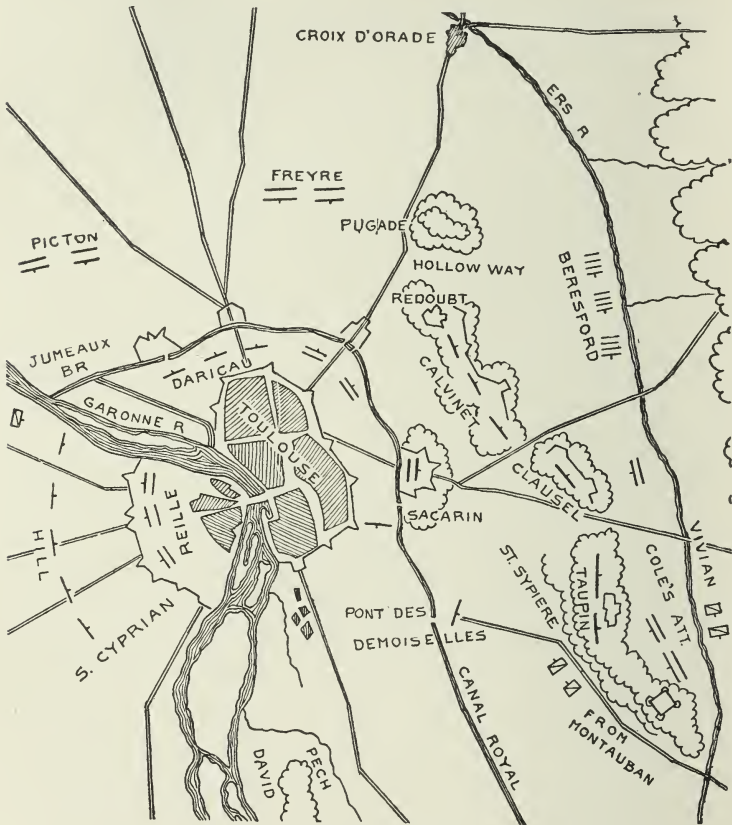 CROIX D'ORADE
ERS R
FREYRE
PUGADE
PICTON
HOLLOW WAY
REDOUBT
BERESFORD
JUMEAUX
BR
DARICAU
CALVINET
GARONNE R
TOULOUSE
CLAUSEL
REILLE
SACARIN
HILL
VIVIAN
ST. SYPIERE
TAUPIN
COLE'S ATT.
S. CYPRIAN
PONT DES
DEMOISELLES
CANAL ROYAL
FROM
MONTAUBAN
PECH
DAVID